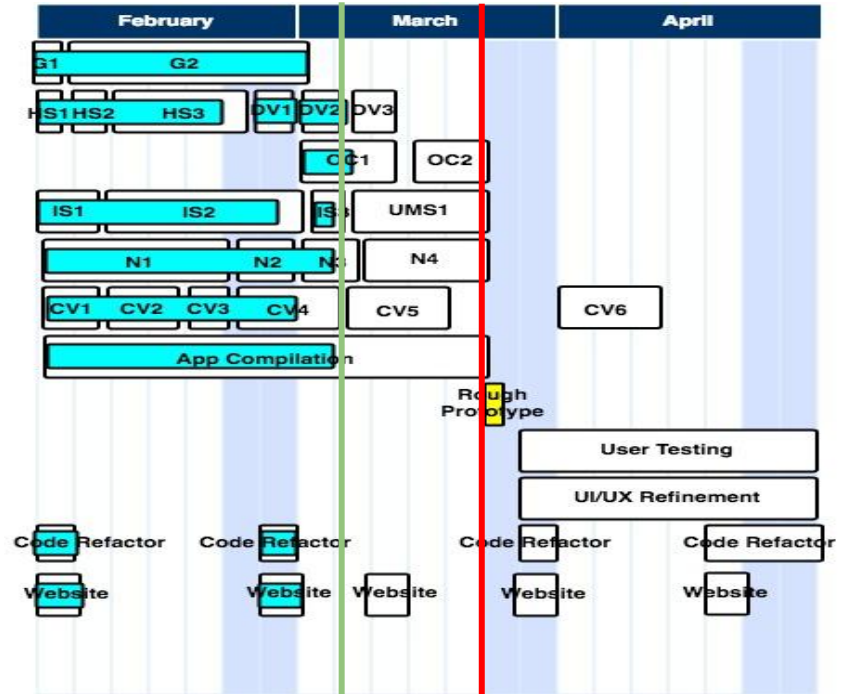 February March April
G1 G2
HS1 HS2 HS3 DV1 DV2 DV3
OC1 OC2
IS1 IS2 IS3 UMS1
N1 N2 N3 N4
CV1 CV2 CV3 CV4 CV5 CV6
App Compilation
Rough
Prototype
User Testing
UI/UX Refinement
Code Refactor Code Refactor Code Refactor Code Refactor
Website Website Website Website Website